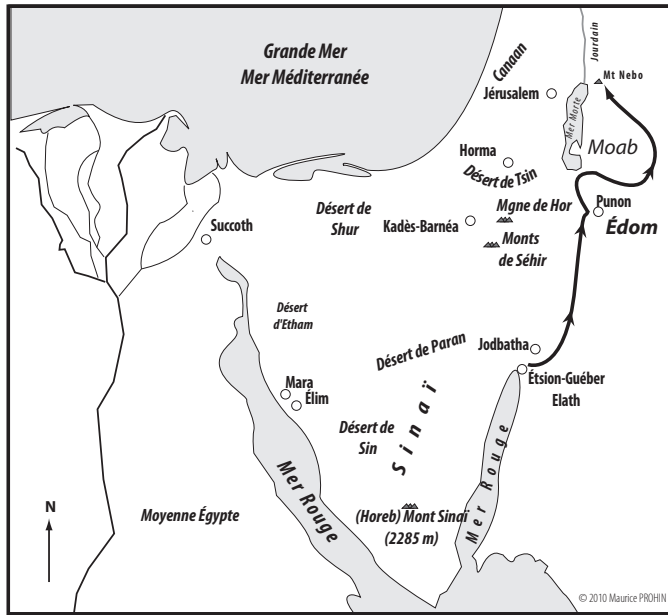 Grande Mer
Mer Méditerranée
Canaan
Jourdain
Mt Nebo
Jérusalem
Mer Morte
Moab
Horma
Désert de Tsin
Mgne de Hor
Punon
Édom
Désert de
Shur
Kadès-Barnéa
Succoth
Monts
de Séhir
Désert
d'Etham
Désert de Paran
Jodbatha
Étsion-Guéber
Elath
Mara
Élim
Sinaï
Désert de
Sin
Mer Rouge
Mer Rouge
N
Moyenne Égypte
(Horeb) Mont Sinaï
(2285 m)
© 2010 Maurice PROHIN